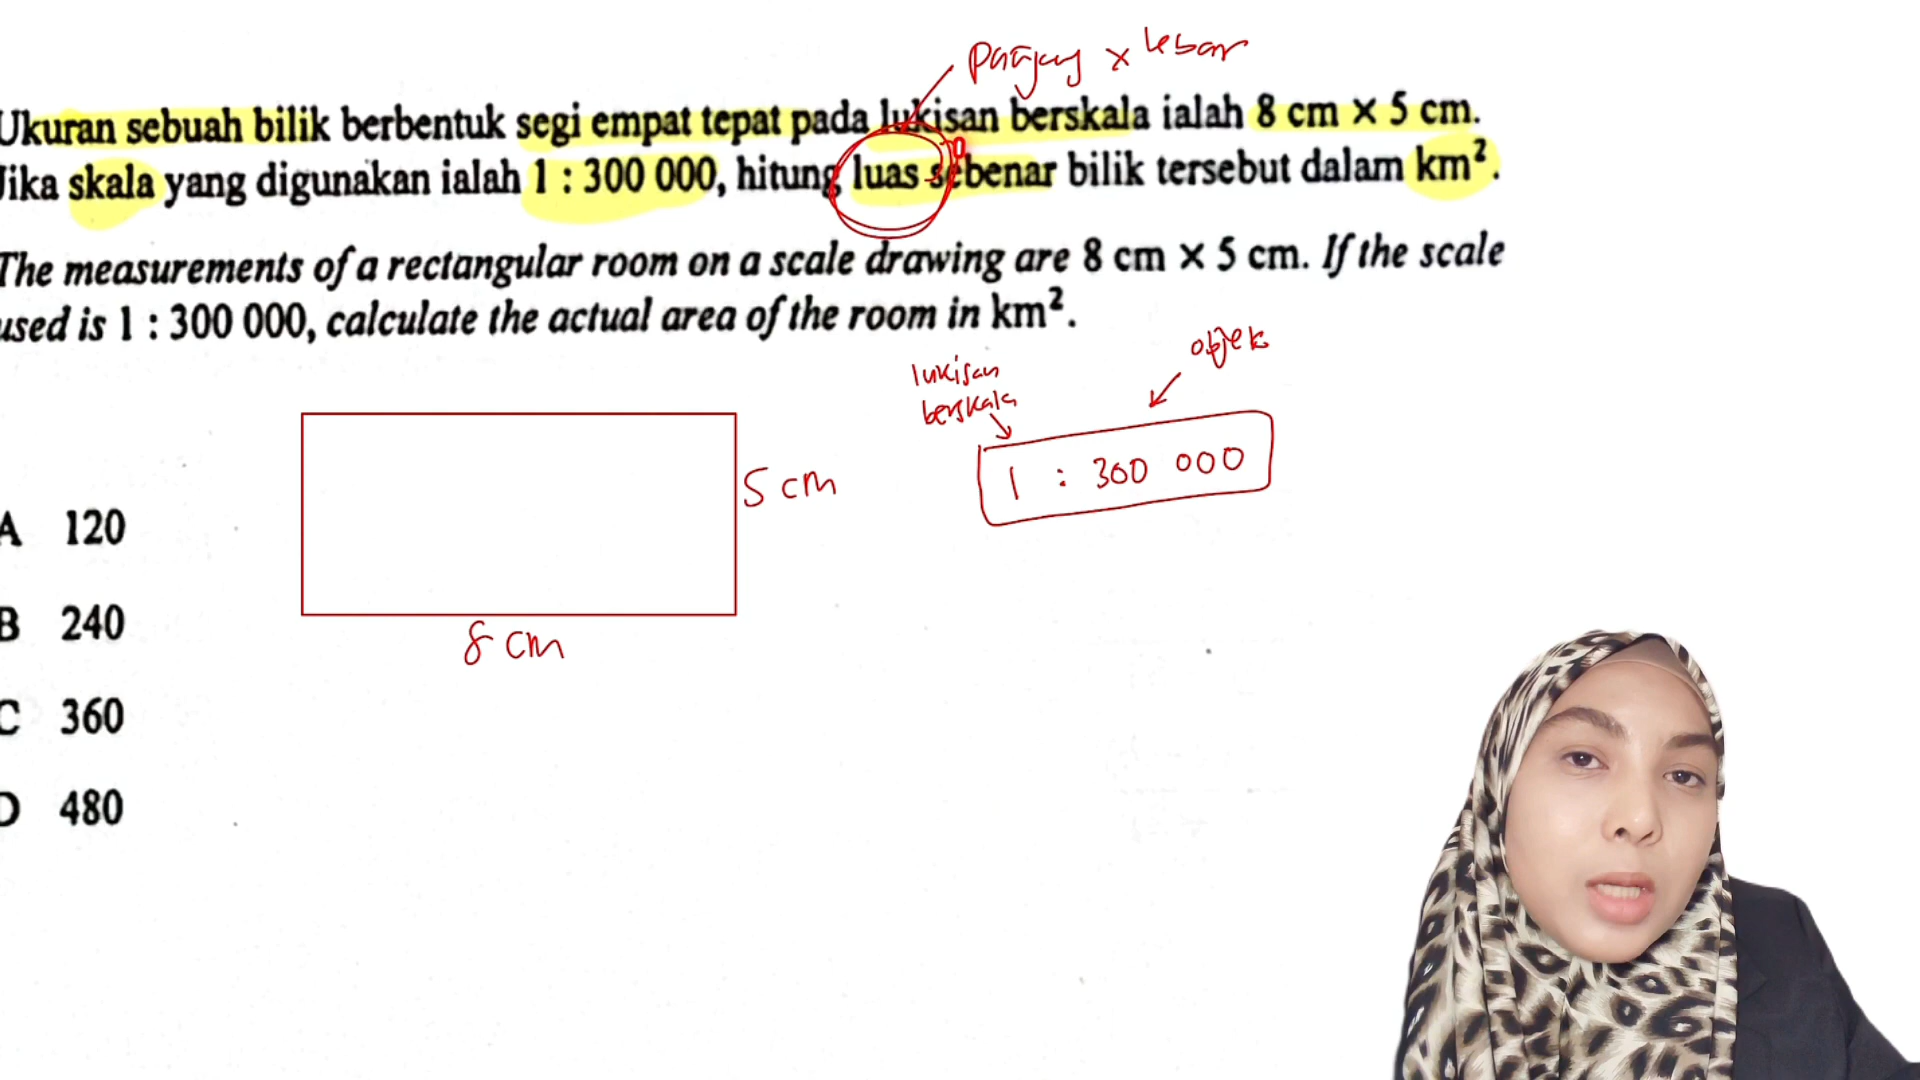 Panjang × lebar
Ukuran sebuah bilik berbentuk segi empat tepat pada lukisan berskala ialah 8 cm × 5 cm.
Jika skala yang digunakan ialah 1 : 300 000, hitung luas sebenar bilik tersebut dalam km².
The measurements of a rectangular room on a scale drawing are 8 cm × 5 cm. If the scale
used is 1 : 300 000, calculate the actual area of the room in km².
objek
lukisan
berskala
1 : 300 000
5 cm
8 cm
A 120
B 240
C 360
D 480